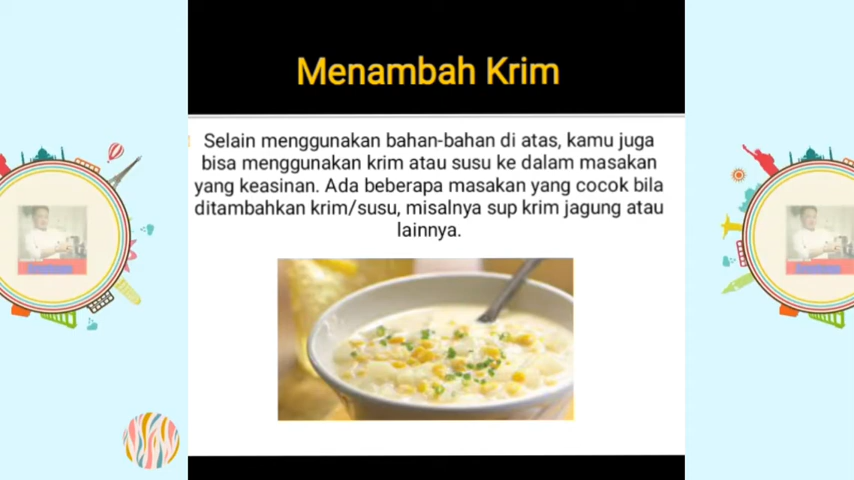 Menambah Krim
Selain menggunakan bahan-bahan di atas, kamu juga
bisa menggunakan krim atau susu ke dalam masakan
yang keasinan. Ada beberapa masakan yang cocok bila
ditambahkan krim/susu, misalnya sup krim jagung atau
lainnya.